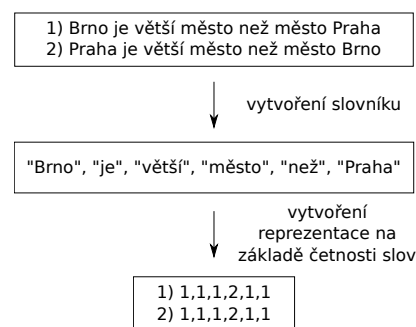 1) Brno je větší město než město Praha
2) Praha je větší město než město Brno
vytvoření slovníku
"Brno", "je", "větší", "město", "než", "Praha"
vytvoření
reprezentace na
základě četnosti slov
1) 1,1,1,2,1,1
2) 1,1,1,2,1,1